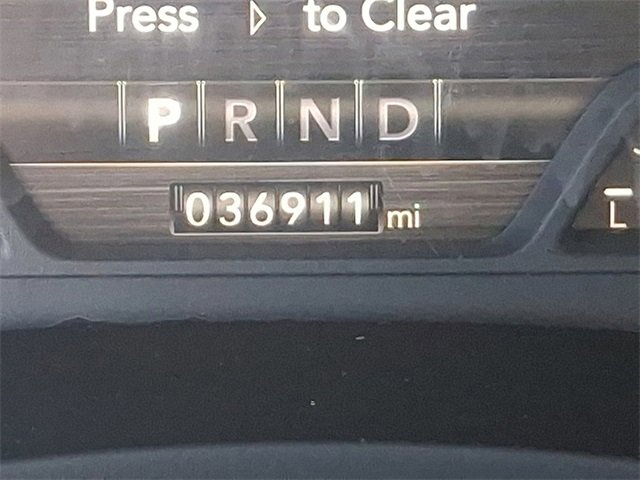 Press ▷ to Clear
P R N D
036911 mi
L